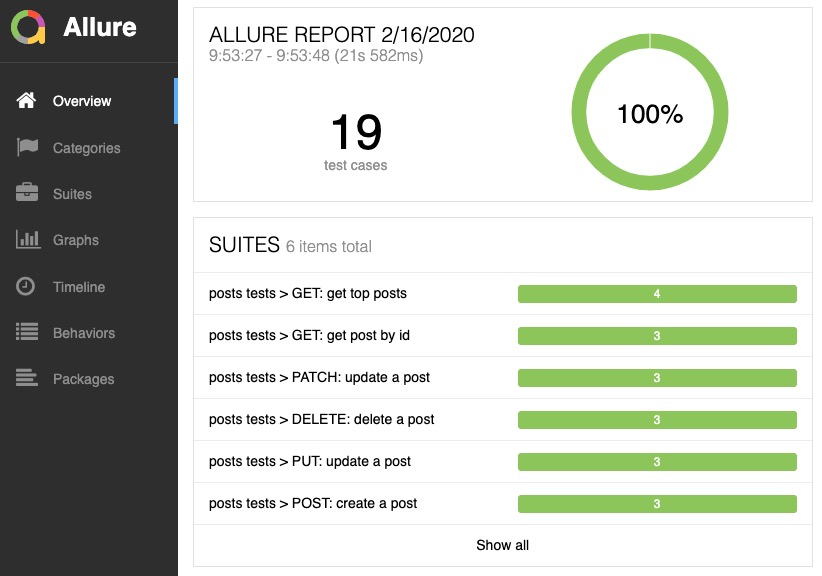 Allure
Overview
Categories
Suites
Graphs
Timeline
Behaviors
Packages
ALLURE REPORT 2/16/2020
9:53:27 - 9:53:48 (21s 582ms)
19
test cases
100%
SUITES 6 items total
posts tests > GET: get top posts 4
posts tests > GET: get post by id 3
posts tests > PATCH: update a post 3
posts tests > DELETE: delete a post 3
posts tests > PUT: update a post 3
posts tests > POST: create a post 3
Show all